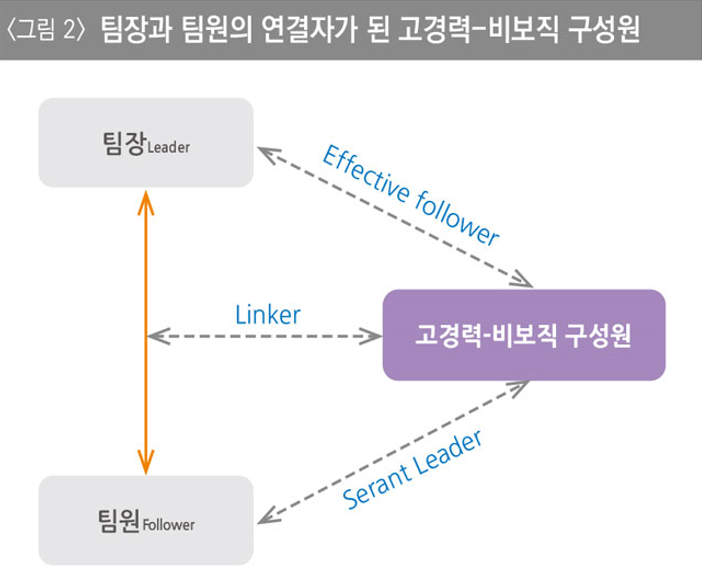 〈그림 2〉 팀장과 팀원의 연결자가 된 고경력-비보직 구성원
팀장Leader
Effective follower
Linker
고경력-비보직 구성원
Serant Leader
팀원Follower